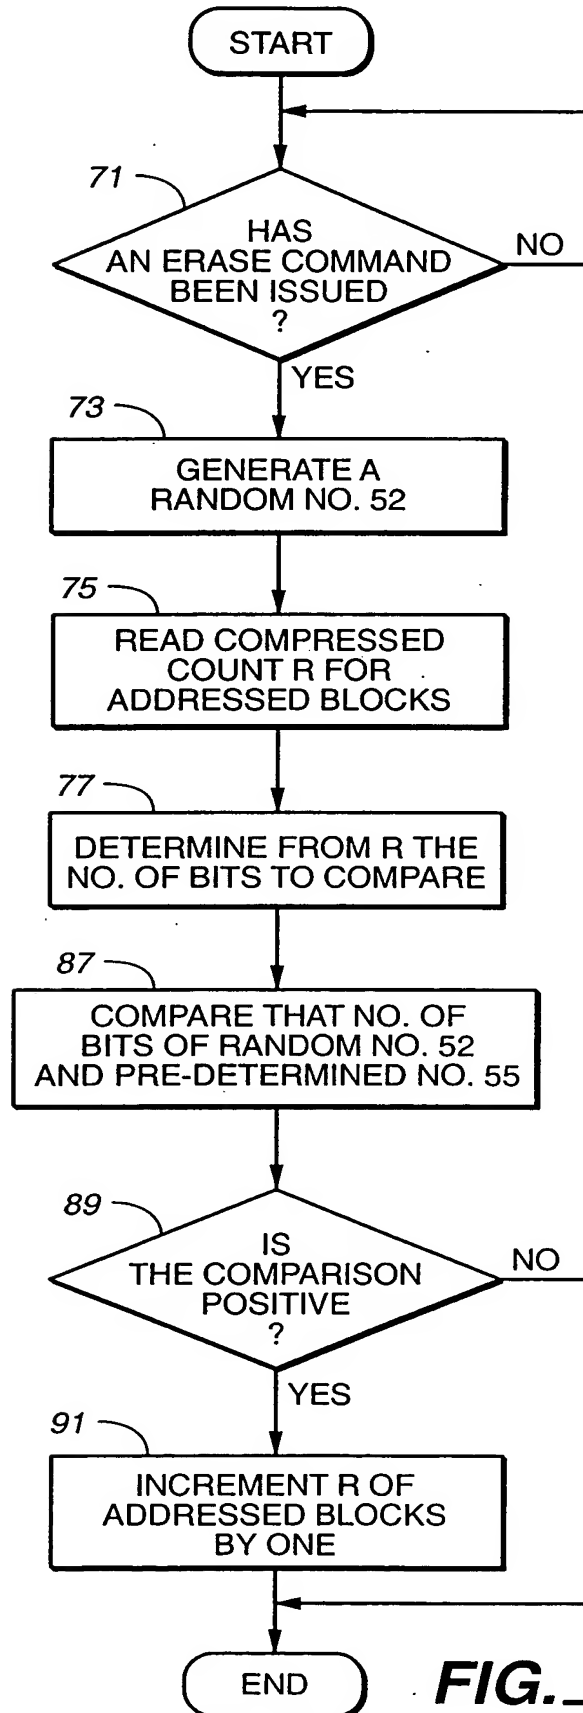 START
71
HAS
AN ERASE COMMAND
BEEN ISSUED
?
NO
YES
73
GENERATE A
RANDOM NO. 52
75
READ COMPRESSED
COUNT R FOR
ADDRESSED BLOCKS
77
DETERMINE FROM R THE
NO. OF BITS TO COMPARE
87
COMPARE THAT NO. OF
BITS OF RANDOM NO. 52
AND PRE-DETERMINED NO. 55
89
IS
THE COMPARISON
POSITIVE
?
NO
YES
91
INCREMENT R OF
ADDRESSED BLOCKS
BY ONE
END
FIG._